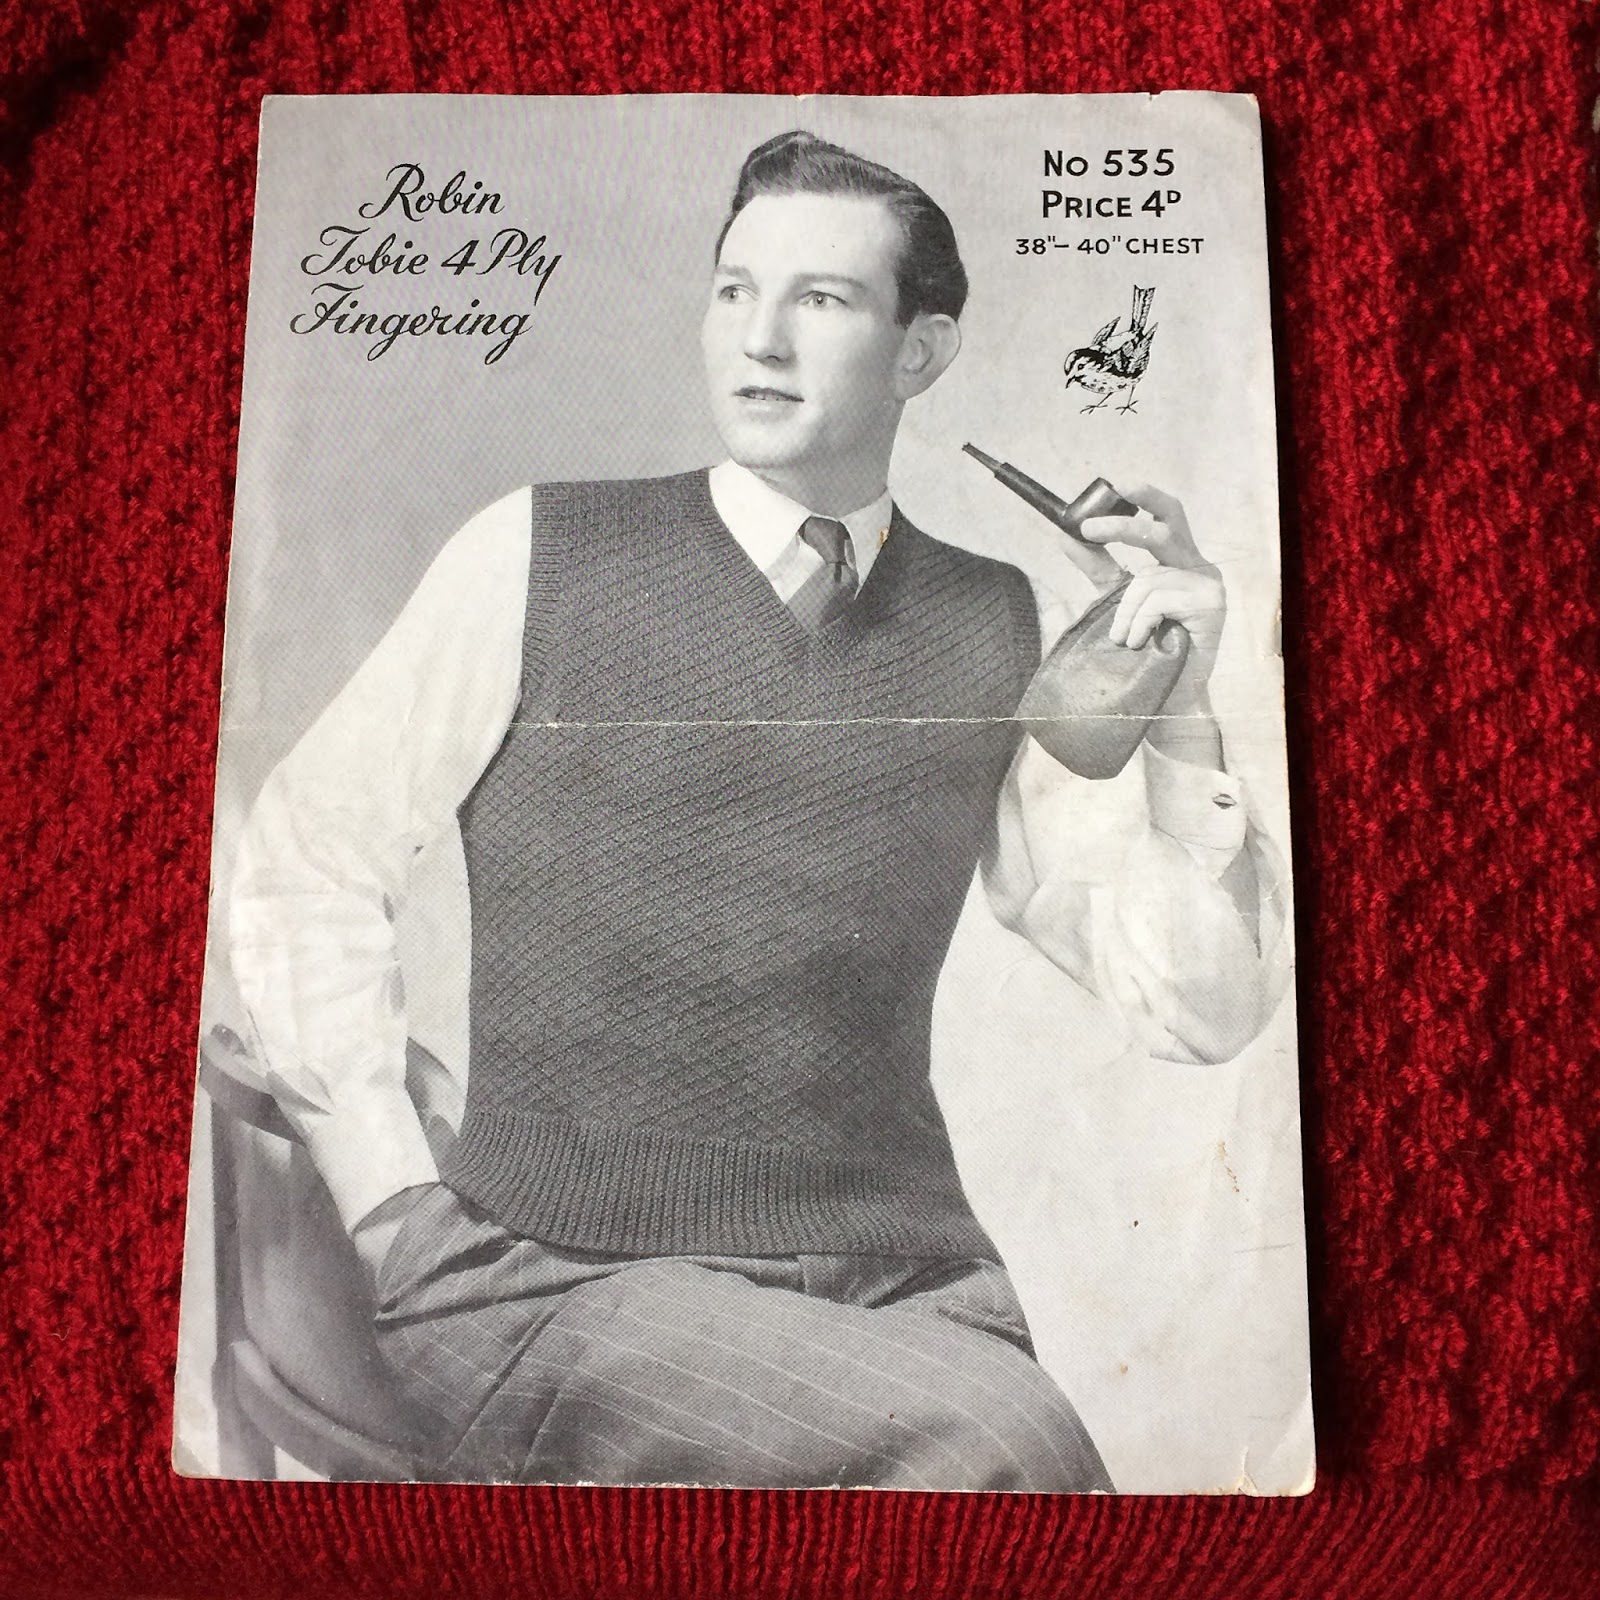 Robin
Tobie 4 Ply
Fingering
No 535
PRICE 4D
38"– 40" CHEST